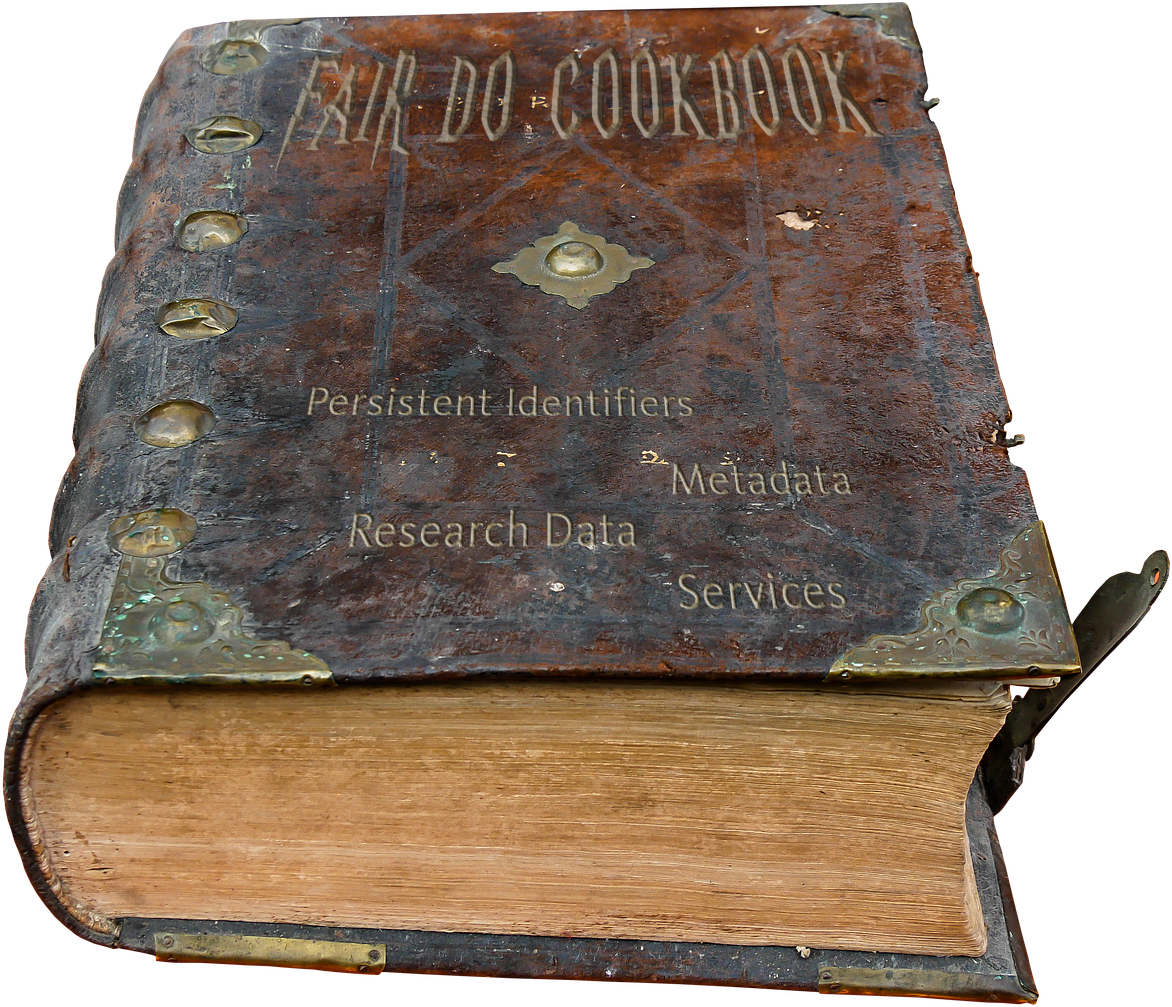 FAIR DO COOKBOOK
Persistent Identifiers
Metadata
Research Data
Services